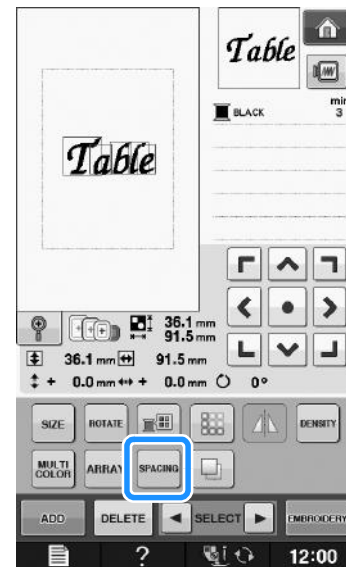 Table
Table
BLACK
min
3
36.1 mm
91.5 mm
36.1 mm
91.5 mm
+ 0.0 mm
+ 0.0 mm
0°
SIZE
ROTATE
DENSITY
MULTI
COLOR
ARRAY
SPACING
ADD
DELETE
SELECT
EMBROIDERY
?
12:00